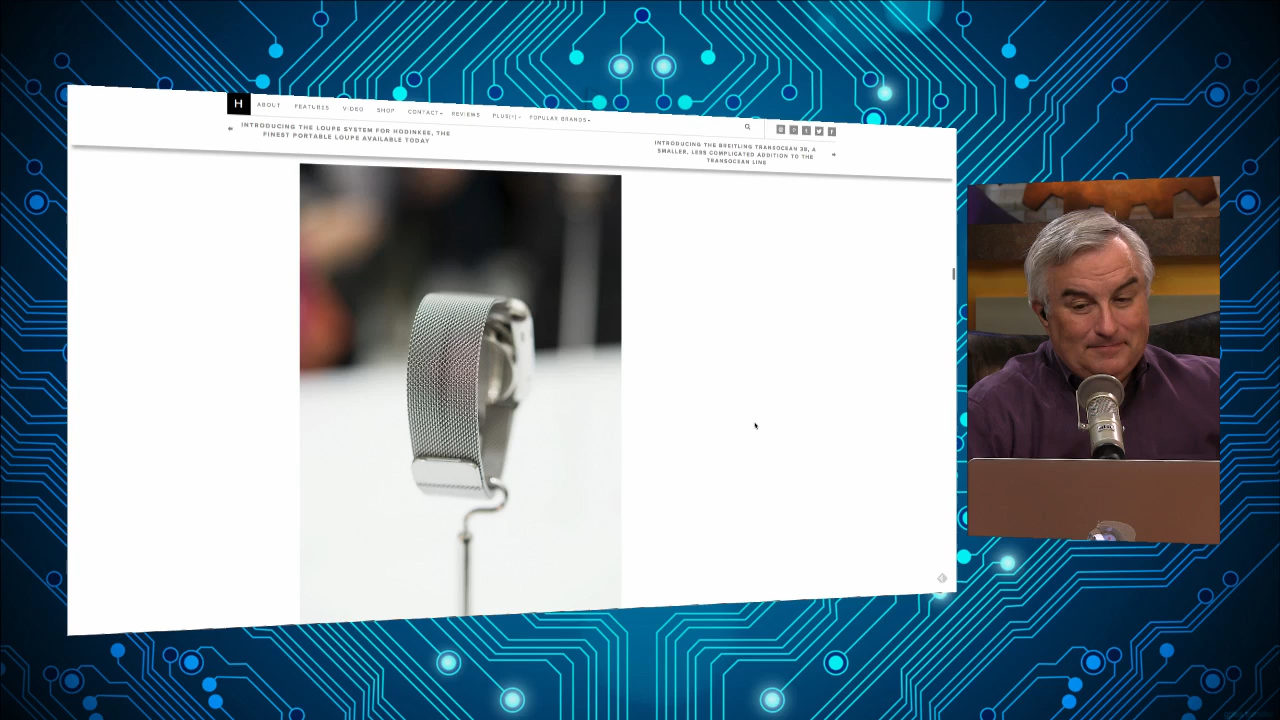 H
ABOUT FEATURES VIDEO SHOP CONTACT REVIEWS PLUS[+] POPULAR BRANDS
INTRODUCING THE LOUPE SYSTEM FOR HODINKEE, THE
FINEST PORTABLE LOUPE AVAILABLE TODAY
INTRODUCING THE BREITLING TRANSOCEAN 38, A
SMALLER, LESS COMPLICATED ADDITION TO THE
TRANSOCEAN LINE